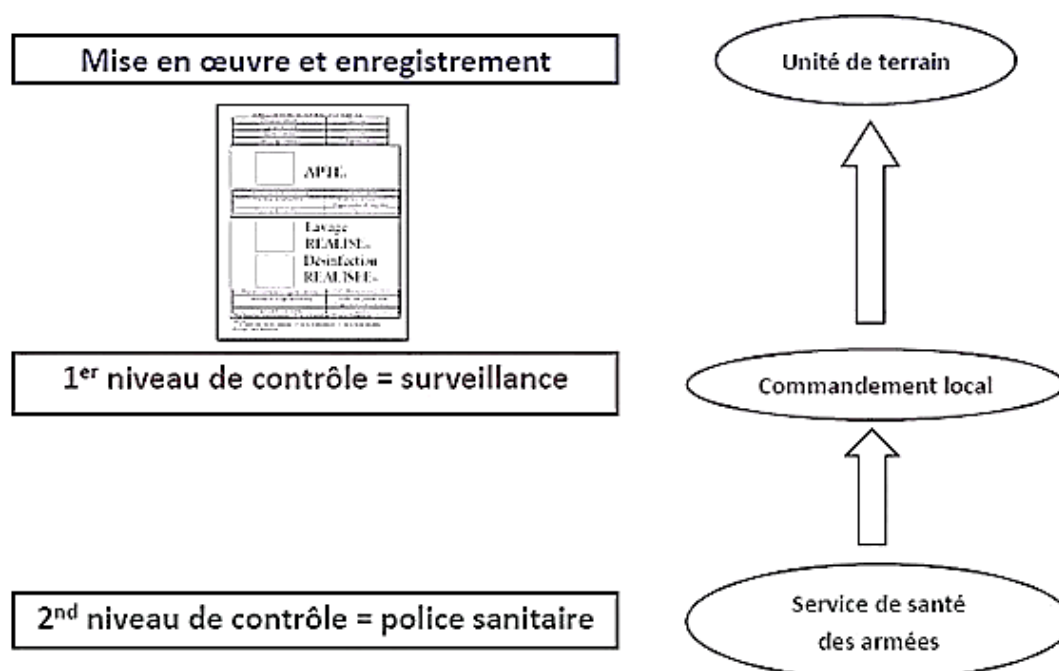 Mise en œuvre et enregistrement
Unité de terrain
APTE
Lavage
REALISE
Désinfection
REALISEE
1er niveau de contrôle = surveillance
Commandement local
2nd niveau de contrôle = police sanitaire
Service de santé
des armées